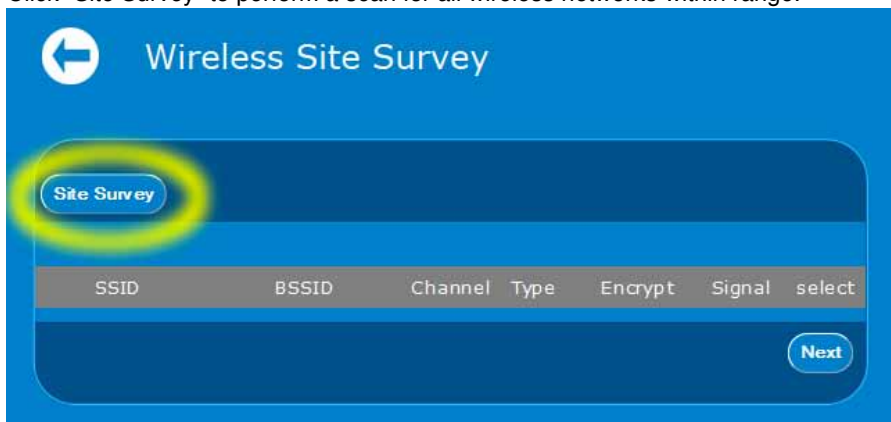 Click "Site Survey" to perform a scan for all wireless networks within range.
Wireless Site Survey
Site Survey
SSID BSSID Channel Type Encrypt Signal select
Next